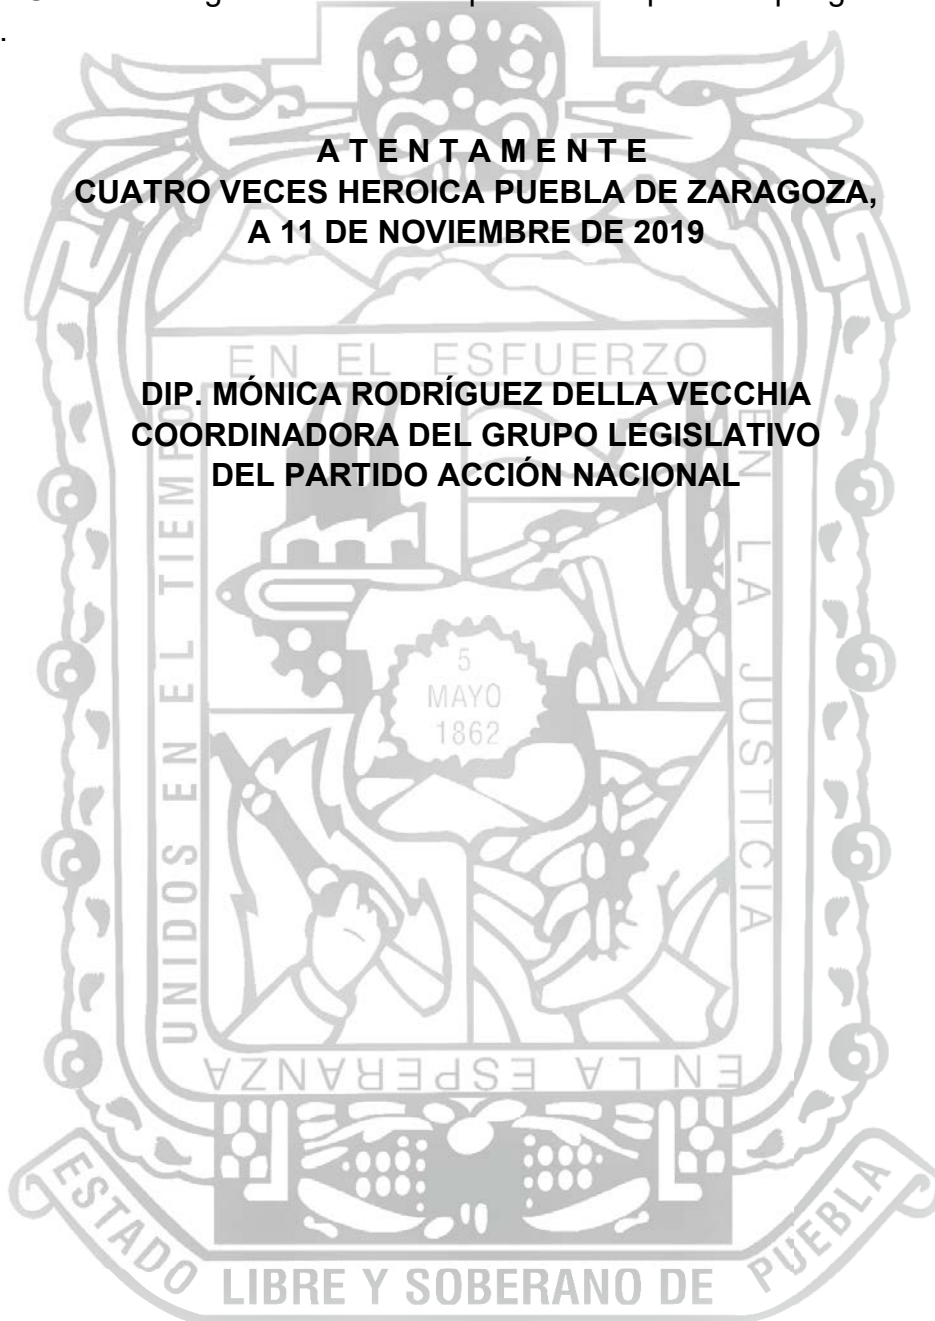 A T E N T A M E N T E
CUATRO VECES HEROICA PUEBLA DE ZARAGOZA,
A 11 DE NOVIEMBRE DE 2019
EN EL ESFUERZO
DIP. MÓNICA RODRÍGUEZ DELLA VECCHIA
COORDINADORA DEL GRUPO LEGISLATIVO
DEL PARTIDO ACCIÓN NACIONAL
UNIDOS EN EL TIEMPO
EN LA JUSTICIA
5
MAYO
1862
EN LA ESPERANZA
ESTADO LIBRE Y SOBERANO DE PUEBLA